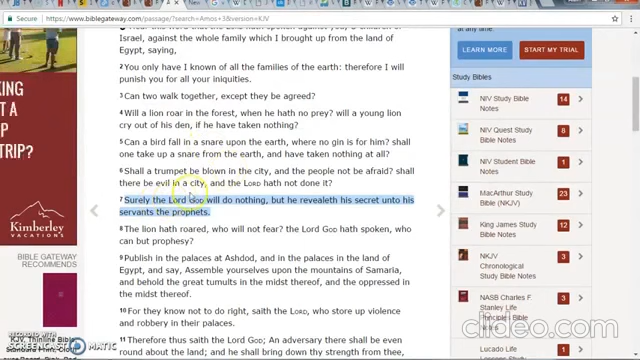 https://www.biblegateway.com/passage/?search=Amos+3&version=KJV
Israel, against the whole family which I brought up from the land of
Egypt, saying,
2 You only have I known of all the families of the earth: therefore I will
punish you for all your iniquities.
3 Can two walk together, except they be agreed?
4 Will a lion roar in the forest, when he hath no prey? will a young lion
cry out of his den, if he have taken nothing?
5 Can a bird fall in a snare upon the earth, where no gin is for him? shall
one take up a snare from the earth, and have taken nothing at all?
6 Shall a trumpet be blown in the city, and the people not be afraid? shall
there be evil in a city, and the LORD hath not done it?
7 Surely the Lord GOD will do nothing, but he revealeth his secret unto his
servants the prophets.
8 The lion hath roared, who will not fear? the Lord GOD hath spoken, who
can but prophesy?
9 Publish in the palaces at Ashdod, and in the palaces in the land of
Egypt, and say, Assemble yourselves upon the mountains of Samaria,
and behold the great tumults in the midst thereof, and the oppressed in
the midst thereof.
10 For they know not to do right, saith the LORD, who store up violence
and robbery in their palaces.
11 Therefore thus saith the Lord GOD; An adversary there shall be even
round about the land; and he shall bring down thy strength from thee,
A
TRIP?
Kimberley
VACATIONS
BIBLE GATEWAY
RECOMMENDS
RECORDED WITH
SCREENCAST MATIC
KJV, Thinline Bible
LEARN MORE
START MY TRIAL
Study Bibles
NIV Study Bible
Notes
14
NIV Quest Study
Bible Notes
8
NIV Student Bible
Notes
1
MacArthur Study
Bible Notes
23
King James Study
Bible Notes
12
NKJV
Chronological
Study Bible Notes
NASB Charles F
Stanley Life
Principles Bible
Notes
Lucado Life
clideo.com